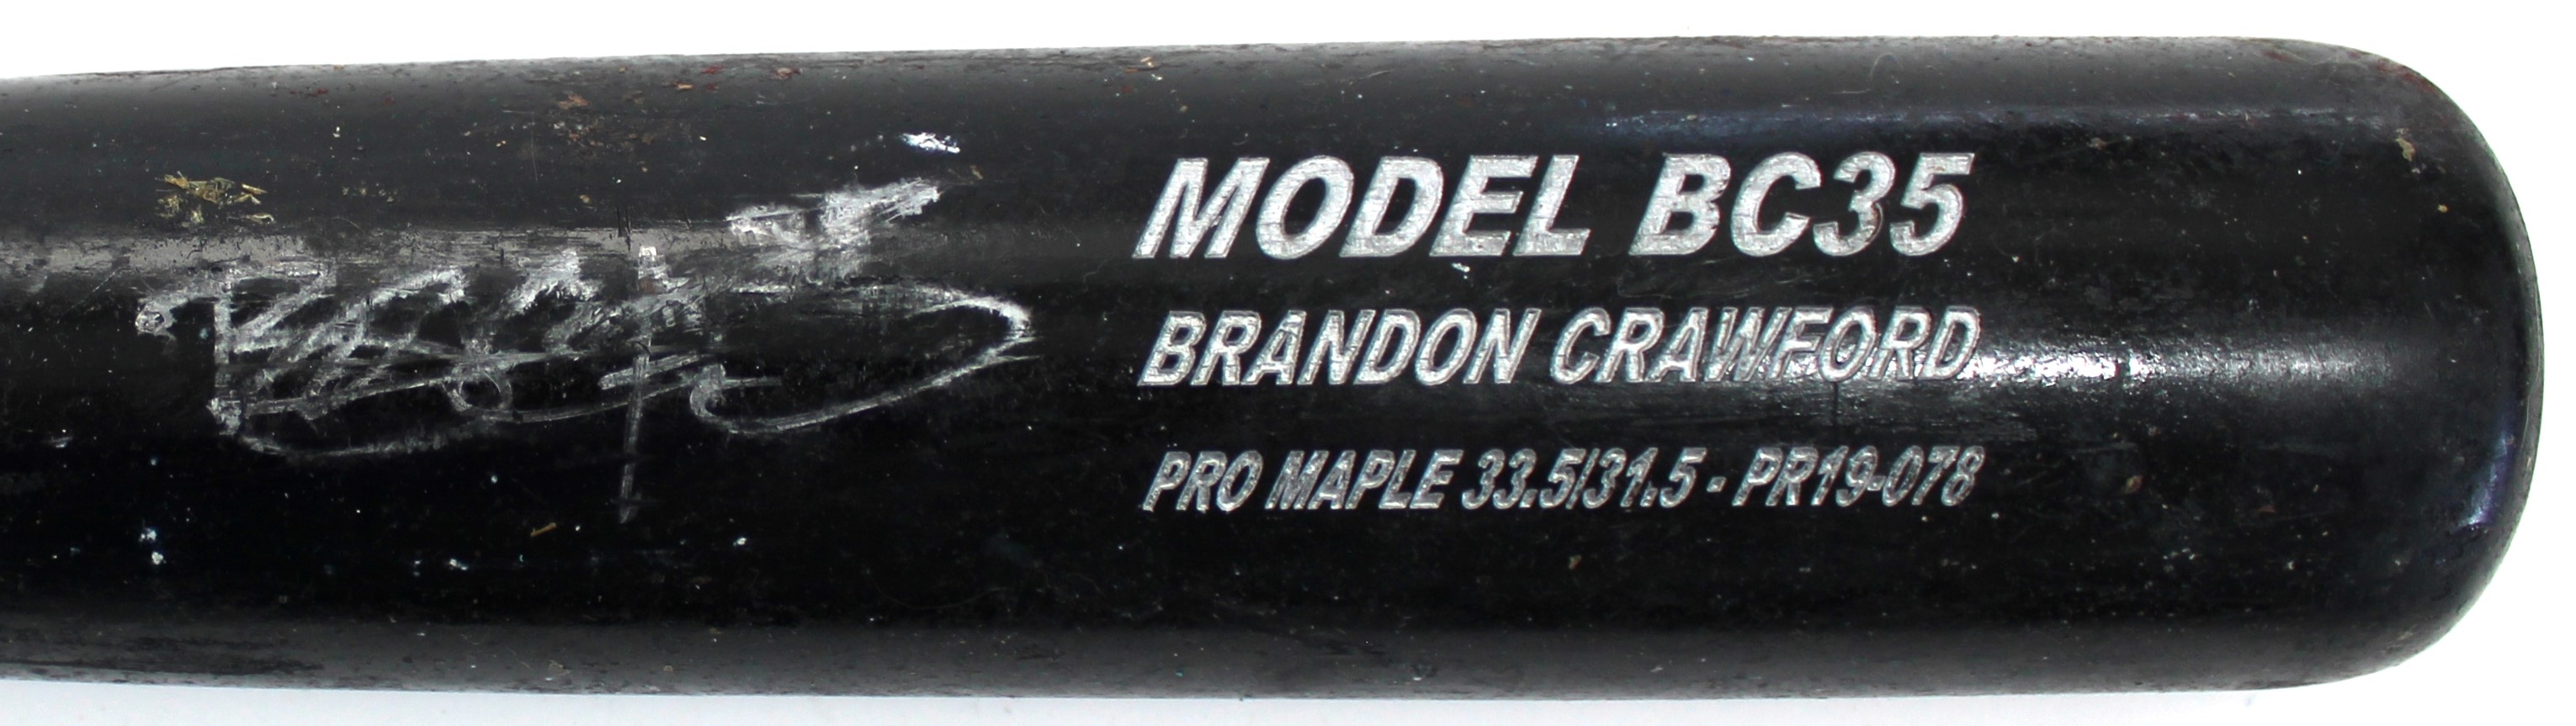 MODEL BC35
BRANDON CRAWFORD
PRO MAPLE 33.5/31.5 - PR19-078